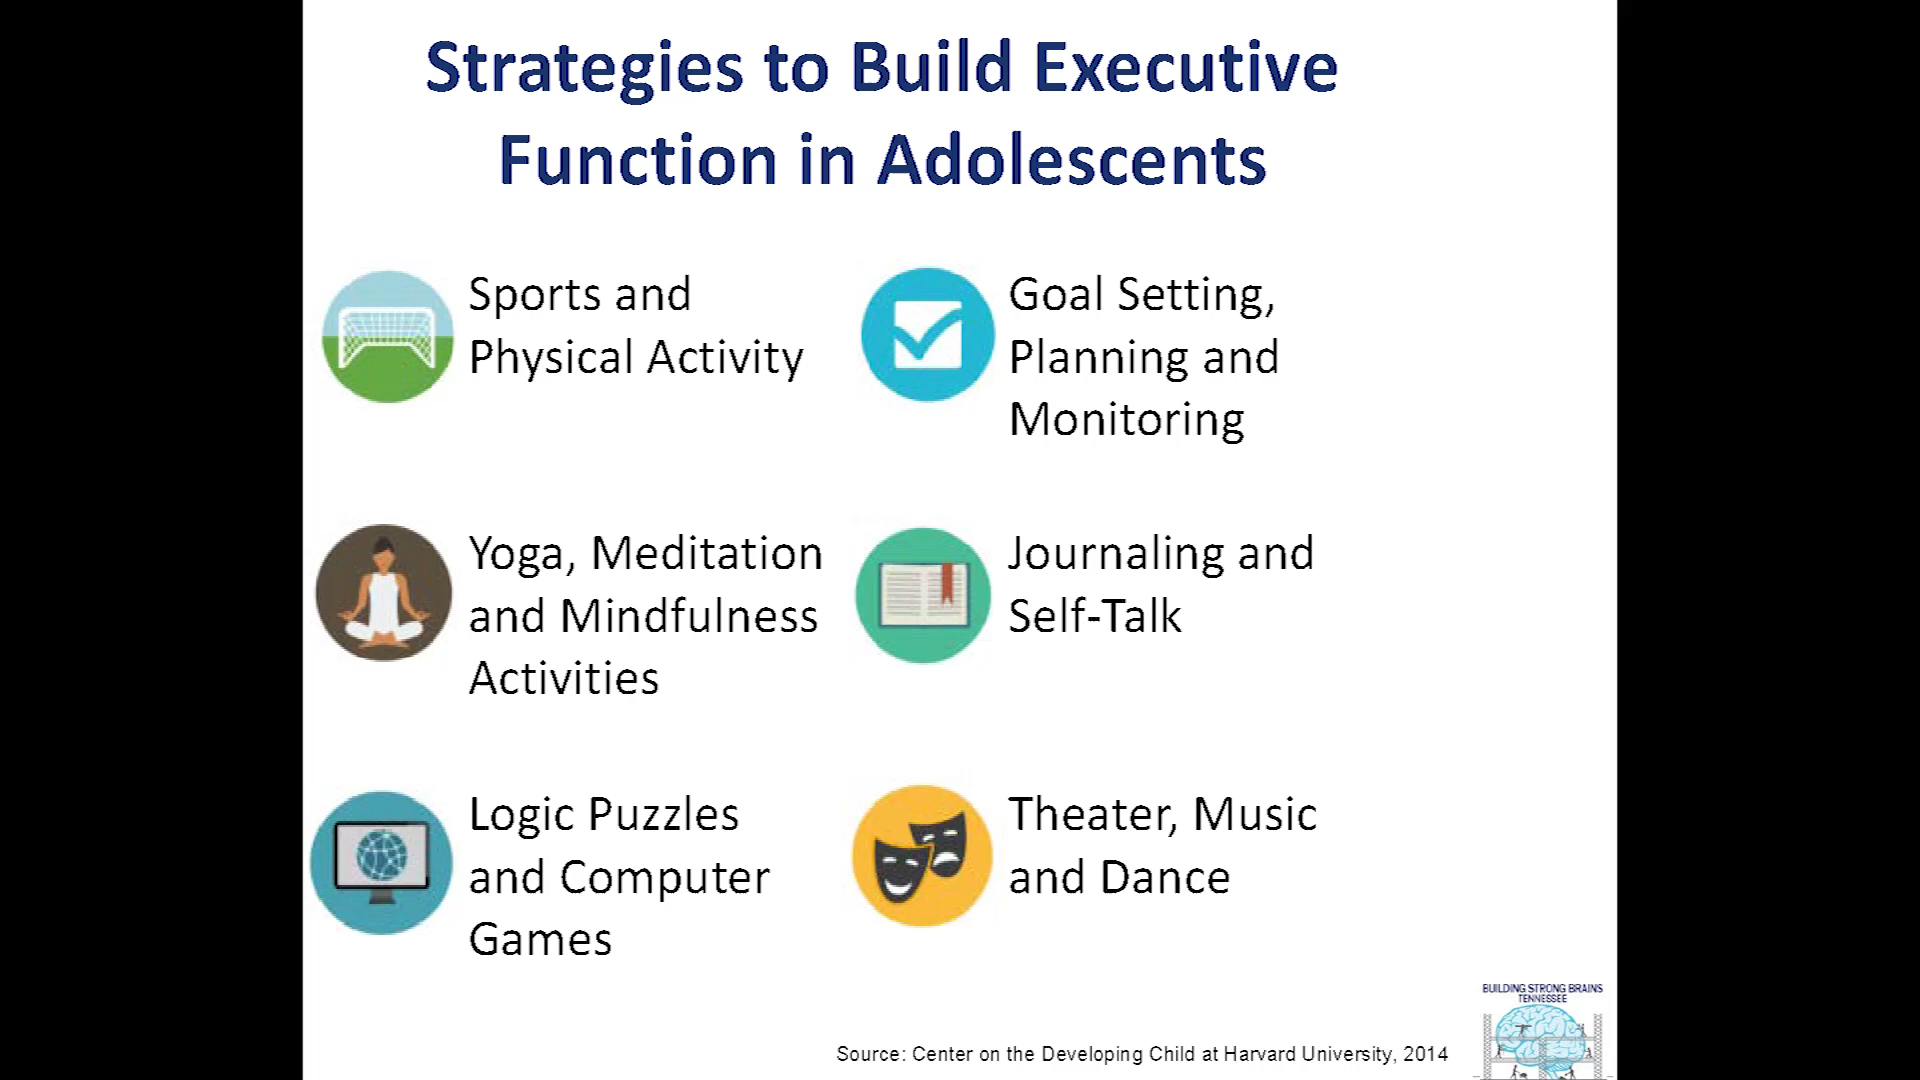 Strategies to Build Executive
Function in Adolescents
Sports and
Physical Activity
Goal Setting,
Planning and
Monitoring
Yoga, Meditation
and Mindfulness
Activities
Journaling and
Self-Talk
Logic Puzzles
and Computer
Games
Theater, Music
and Dance
BUILDING STRONG BRAINS
TENNESSEE
Source: Center on the Developing Child at Harvard University, 2014